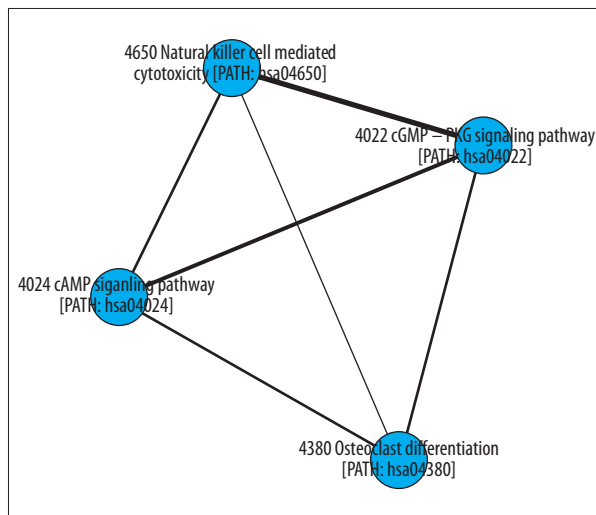 4650 Natural killer cell mediated
cytotoxicity [PATH: hsa04650]
4022 cGMP – PKG signaling pathway
[PATH: hsa04022]
4024 cAMP siganling pathway
[PATH: hsa04024]
4380 Osteoclast differentiation
[PATH: hsa04380]